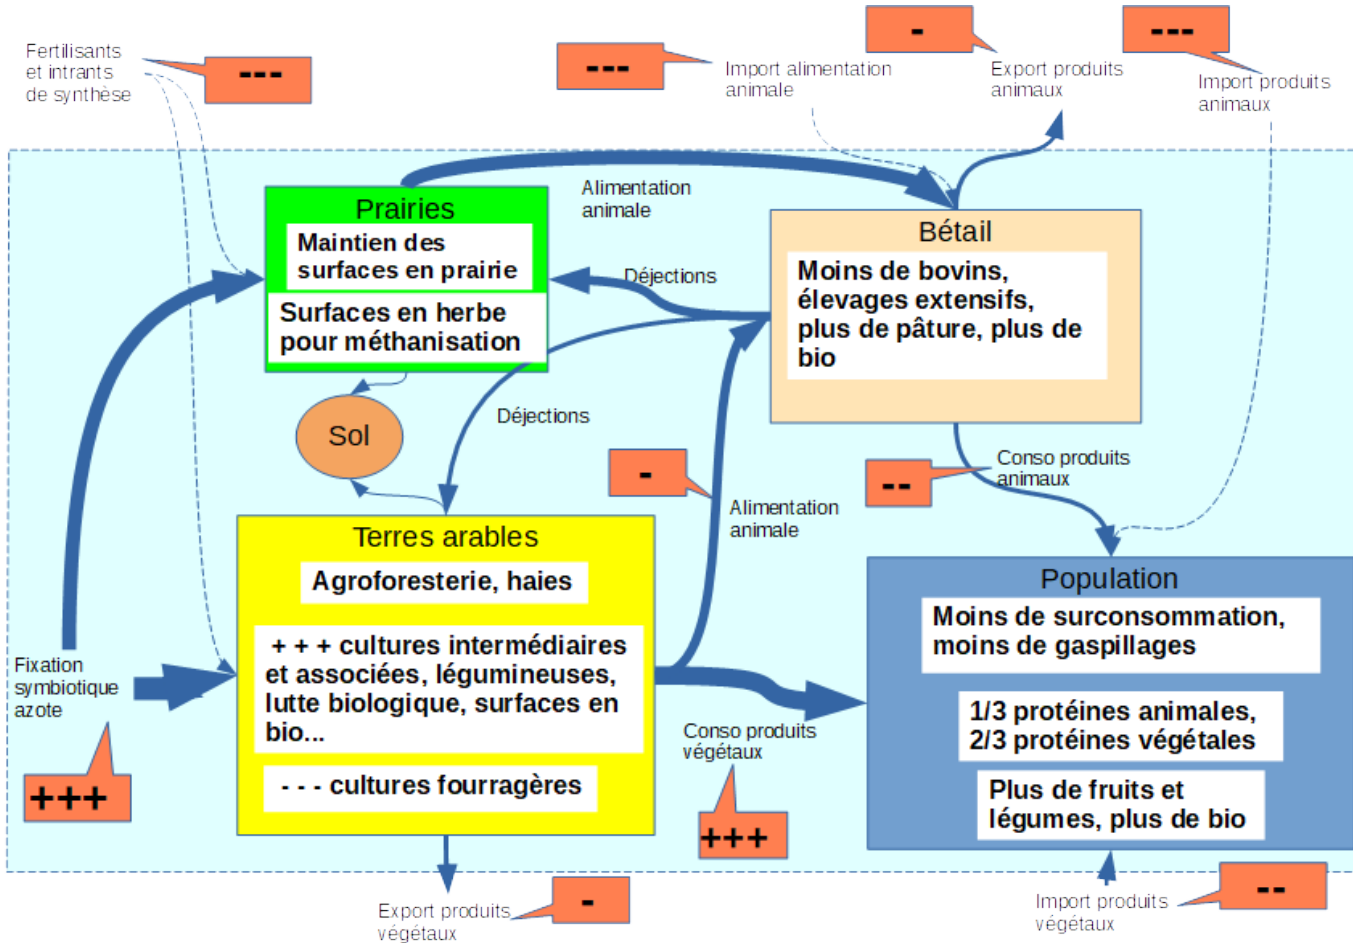 Fertilisants
et intrants
de synthèse
---
---
Import alimentation
animale
-
Export produits
animaux
---
Import produits
animaux
Alimentation
animale
Prairies
Maintien des
surfaces en prairie
Surfaces en herbe
pour méthanisation
Déjections
Bétail
Moins de bovins,
élevages extensifs,
plus de pâture, plus de
bio
Sol
Déjections
-
Alimentation
animale
--
Conso produits
animaux
Terres arables
Agroforesterie, haies
+ + + cultures intermédiaires
et associées, légumineuses,
lutte biologique, surfaces en
bio...
- - - cultures fourragères
Population
Moins de surconsommation,
moins de gaspillages
1/3 protéines animales,
2/3 protéines végétales
Plus de fruits et
légumes, plus de bio
Fixation
symbiotique
azote
+++
Conso produits
végétaux
+++
Export produits
végétaux
-
Import produits
végétaux
--